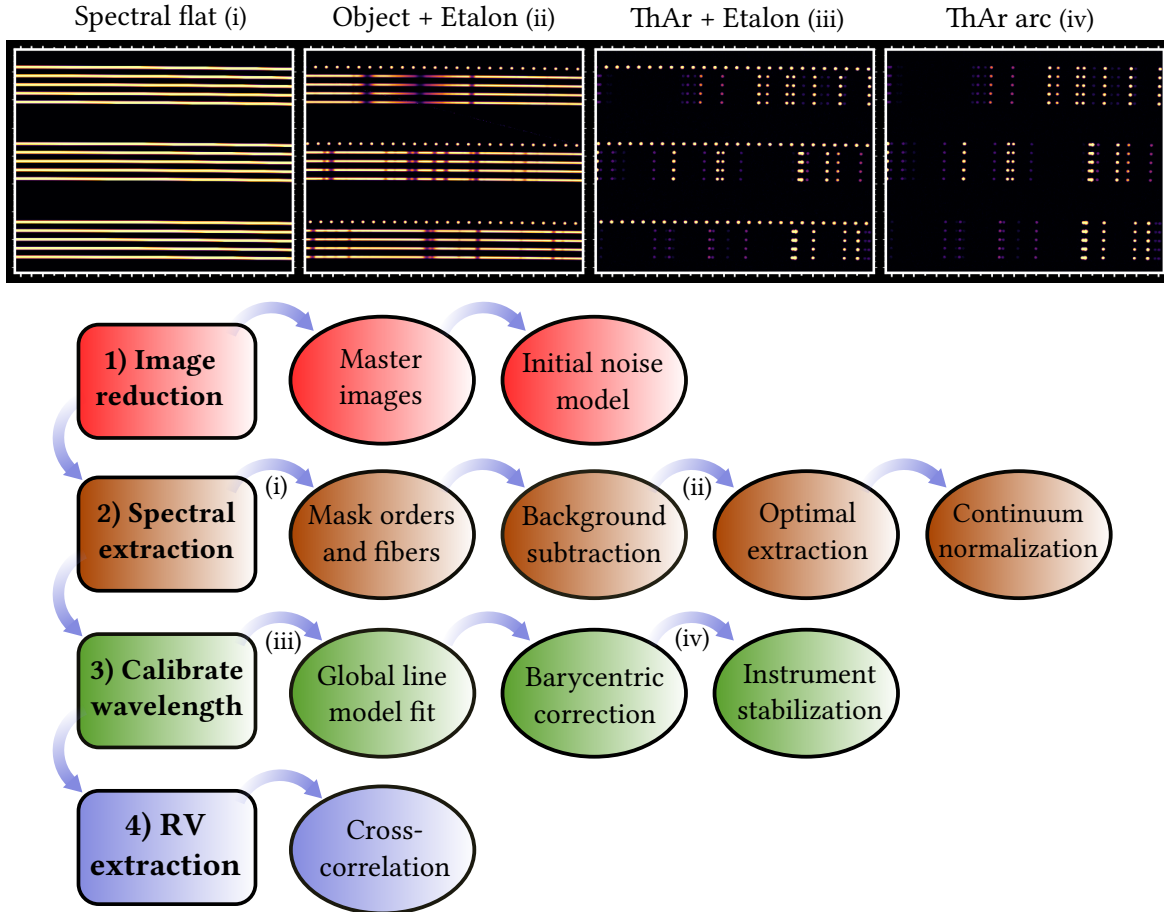 Spectral flat (i)
Object + Etalon (ii)
ThAr + Etalon (iii)
ThAr arc (iv)
1) Image
reduction
Master
images
Initial noise
model
2) Spectral
extraction
(i)
Mask orders
and fibers
Background
subtraction
(ii)
Optimal
extraction
Continuum
normalization
3) Calibrate
wavelength
(iii)
Global line
model fit
Barycentric
correction
(iv)
Instrument
stabilization
4) RV
extraction
Cross-
correlation